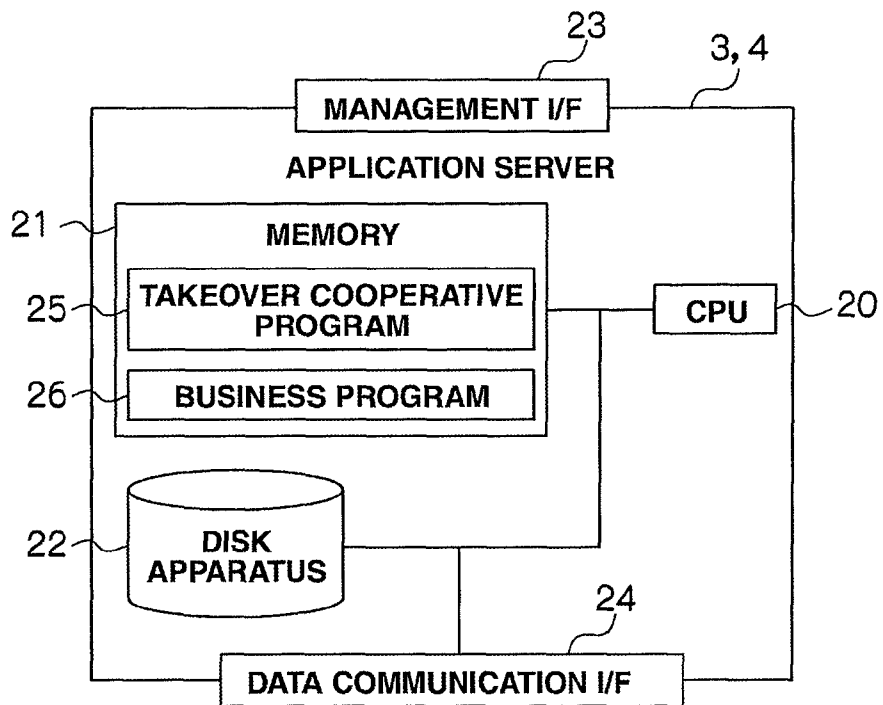 23
3, 4
MANAGEMENT I/F
APPLICATION SERVER
21
MEMORY
25
TAKEOVER COOPERATIVE
PROGRAM
CPU
20
26
BUSINESS PROGRAM
22
DISK
APPARATUS
24
DATA COMMUNICATION I/F